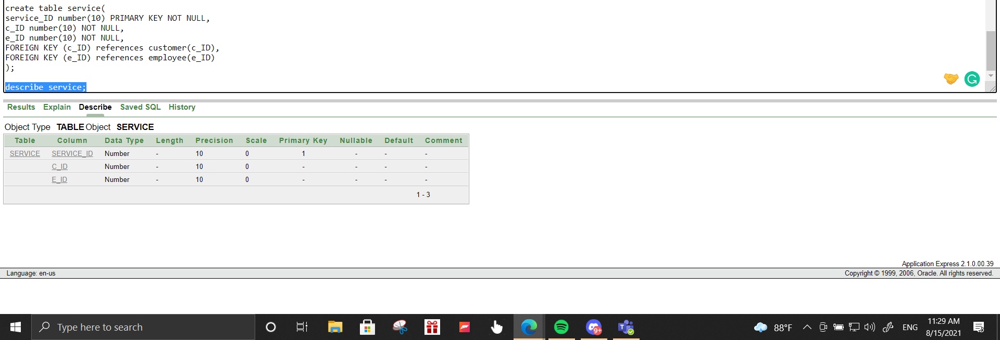 create table service(
service_ID number(10) PRIMARY KEY NOT NULL,
c_ID number(10) NOT NULL,
e_ID number(10) NOT NULL,
FOREIGN KEY (c_ID) references customer(c_ID),
FOREIGN KEY (e_ID) references employee(e_ID)
);
describe service;
Results Explain Describe Saved SQL History
Object Type TABLE Object SERVICE
Table Column Data Type Length Precision Scale Primary Key Nullable Default Comment
SERVICE SERVICE_ID Number - 10 0 1 - - -
C_ID Number - 10 0 - - - -
E_ID Number - 10 0 - - - -
1 - 3
Application Express 2.1.0.00.39
Language: en-us Copyright © 1999, 2006, Oracle. All rights reserved.
Type here to search 9+ T 88°F ENG 11:29 AM
8/15/2021